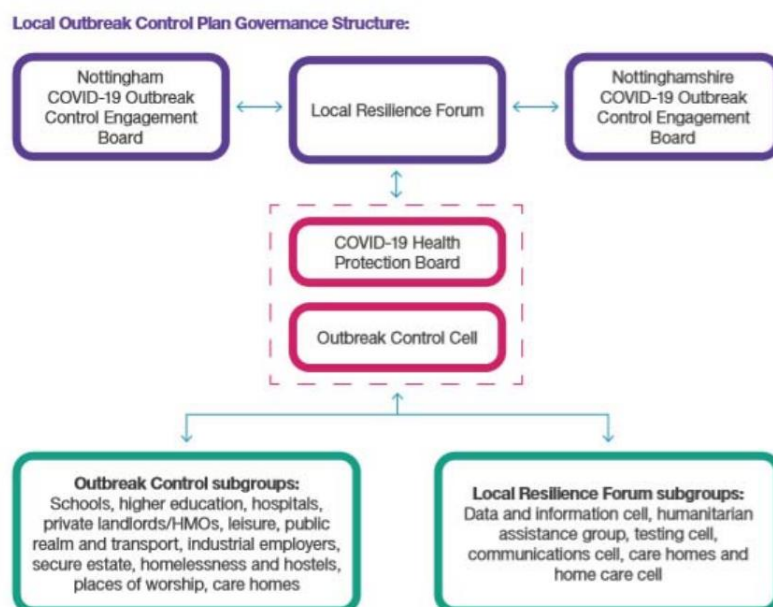 Local Outbreak Control Plan Governance Structure:
Nottingham
COVID-19 Outbreak
Control Engagement
Board
Local Resilience Forum
Nottinghamshire
COVID-19 Outbreak
Control Engagement
Board
COVID-19 Health
Protection Board
Outbreak Control Cell
Outbreak Control subgroups:
Schools, higher education, hospitals,
private landlords/HMOs, leisure, public
realm and transport, industrial employers,
secure estate, homelessness and hostels,
places of worship, care homes
Local Resilience Forum subgroups:
Data and information cell, humanitarian
assistance group, testing cell,
communications cell, care homes and
home care cell